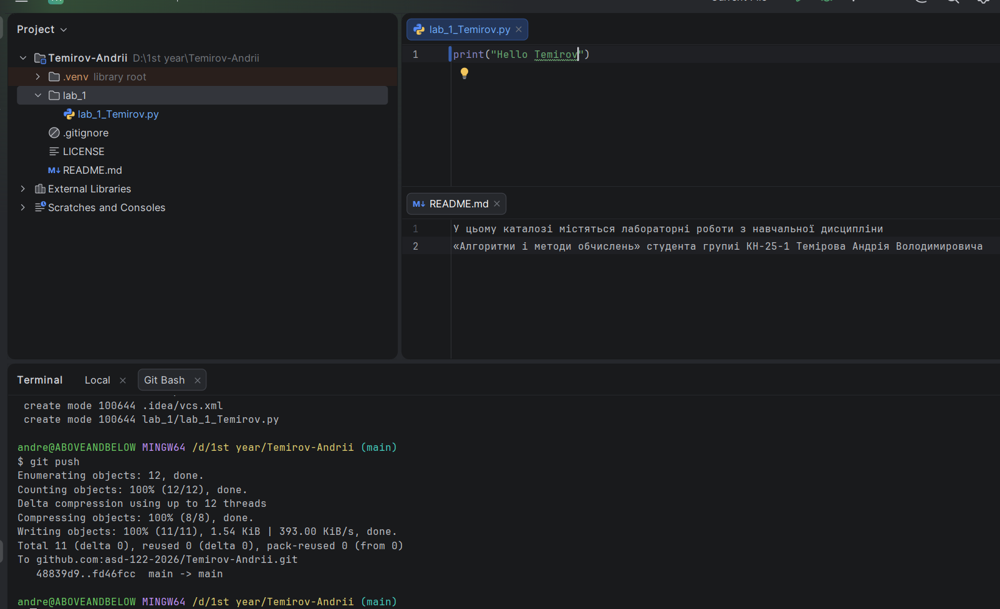 Project
Temirov-Andrii D:\1st year\Temirov-Andrii
.venv library root
lab_1
lab_1_Temirov.py
.gitignore
LICENSE
M↓ README.md
External Libraries
Scratches and Consoles
lab_1_Temirov.py
1 print("Hello Temirov")
M↓ README.md
1 У цьому каталозі містяться лабораторні роботи з навчальної дисципліни
2 «Алгоритми і методи обчислень» студента групиі КН-25-1 Темірова Андрія Володимировича
Terminal Local Git Bash
create mode 100644 .idea/vcs.xml
create mode 100644 lab_1/lab_1_Temirov.py
andre@ABOVEANDBELOW MINGW64 /d/1st year/Temirov-Andrii (main)
$ git push
Enumerating objects: 12, done.
Counting objects: 100% (12/12), done.
Delta compression using up to 12 threads
Compressing objects: 100% (8/8), done.
Writing objects: 100% (11/11), 1.54 KiB | 393.00 KiB/s, done.
Total 11 (delta 0), reused 0 (delta 0), pack-reused 0 (from 0)
To github.com:asd-122-2026/Temirov-Andrii.git
48839d9..fd46fcc main -> main
andre@ABOVEANDBELOW MINGW64 /d/1st year/Temirov-Andrii (main)